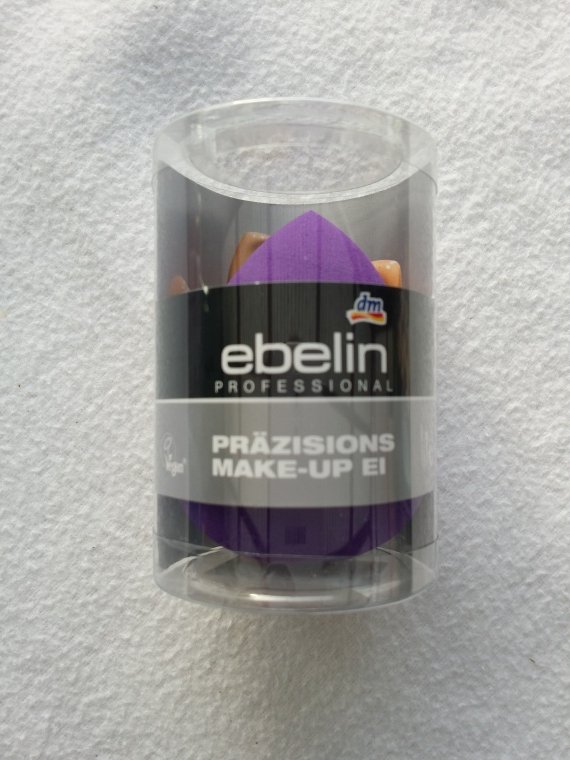 dm
ebelin
PROFESSIONAL
PRÄZISIONS
MAKE-UP EI
Vegan